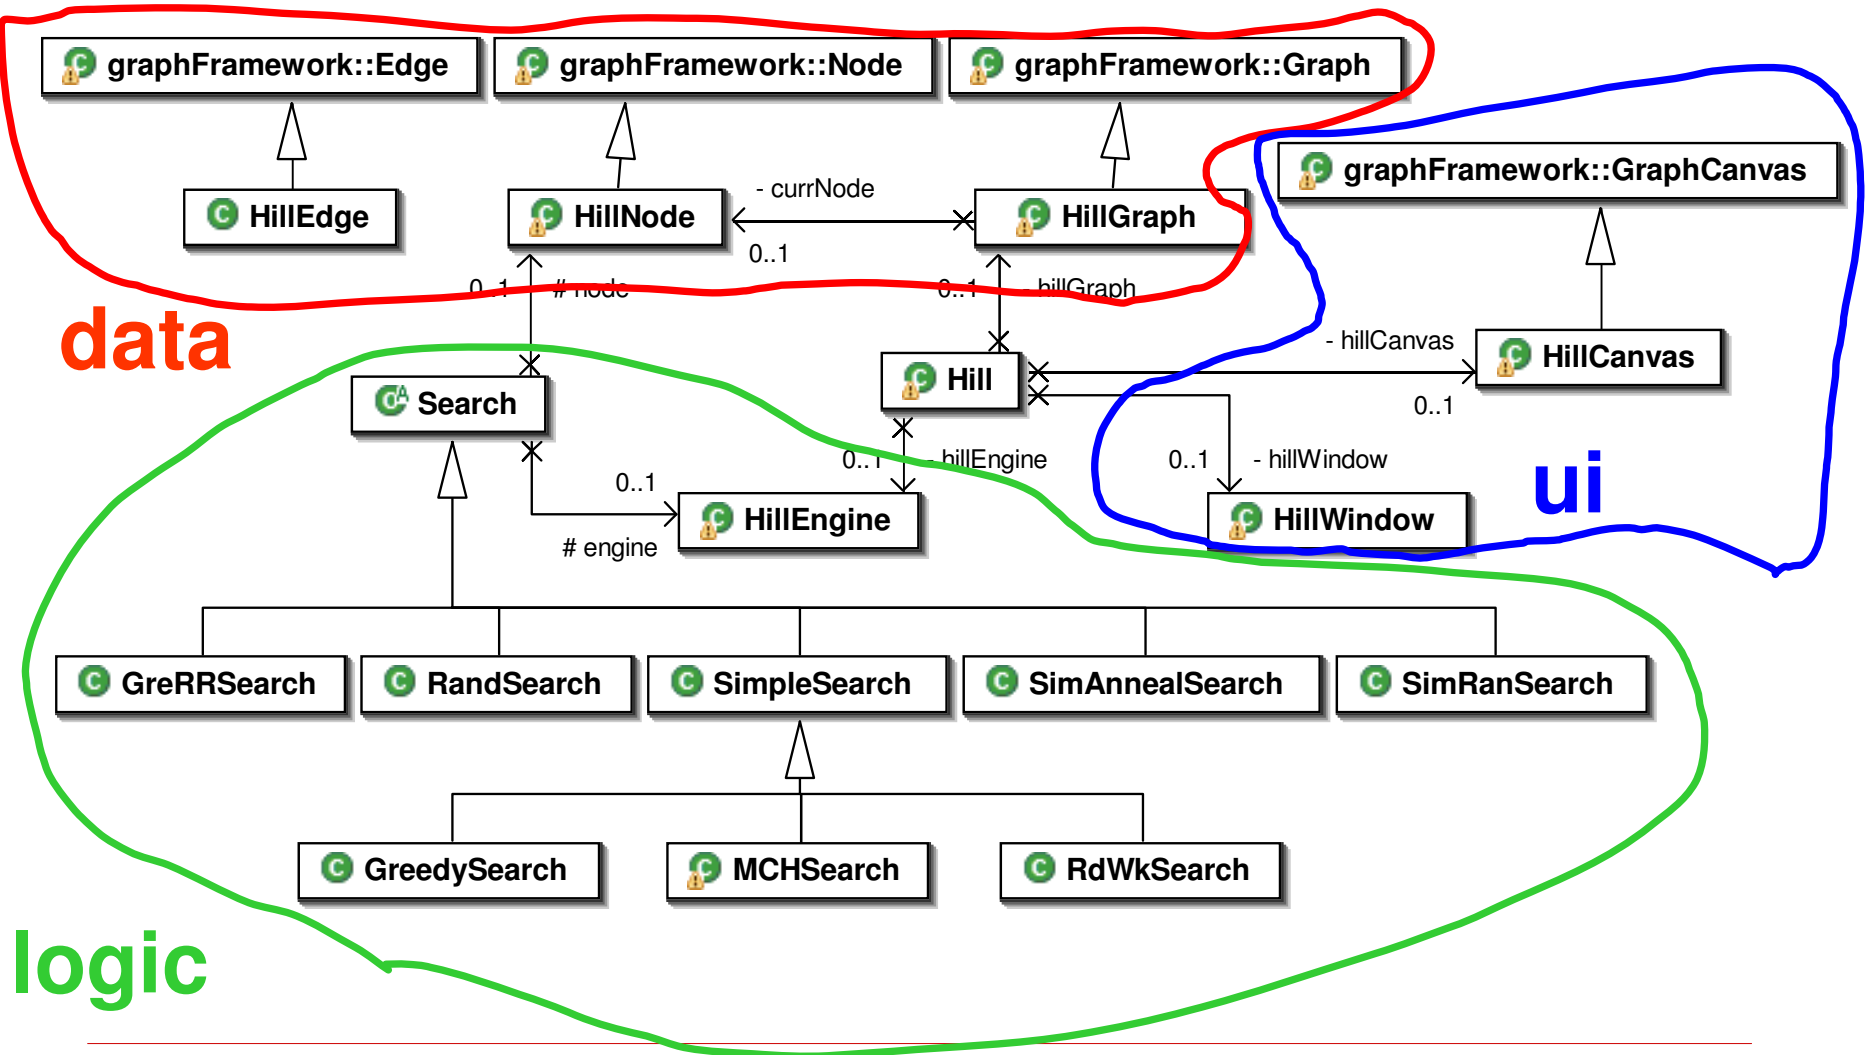 graphFramework::Edge
graphFramework::Node
graphFramework::Graph
graphFramework::GraphCanvas
HillEdge
HillNode
- currNode
0..1
HillGraph
0..1
# node
0..1
- hillGraph
data
- hillCanvas
0..1
HillCanvas
Search
Hill
0..1
- hillEngine
0..1
- hillWindow
ui
0..1
# engine
HillEngine
HillWindow
GreRRSearch
RandSearch
SimpleSearch
SimAnnealSearch
SimRanSearch
GreedySearch
MCHSearch
RdWkSearch
logic